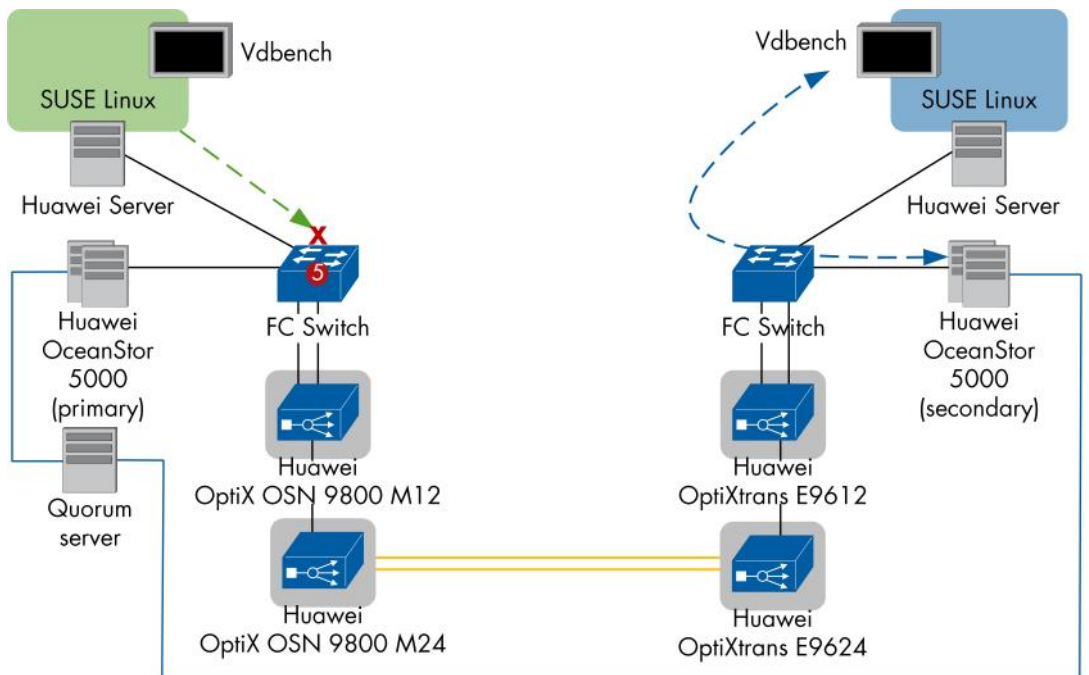 Vdbench
SUSE Linux
Huawei Server
X
5
FC Switch
Huawei
OceanStor
5000
(primary)
Huawei
OptiX OSN 9800 M12
Quorum
server
Huawei
OptiX OSN 9800 M24
Vdbench
SUSE Linux
Huawei Server
FC Switch
Huawei
OceanStor
5000
(secondary)
Huawei
OptiXtrans E9612
Huawei
OptiXtrans E9624